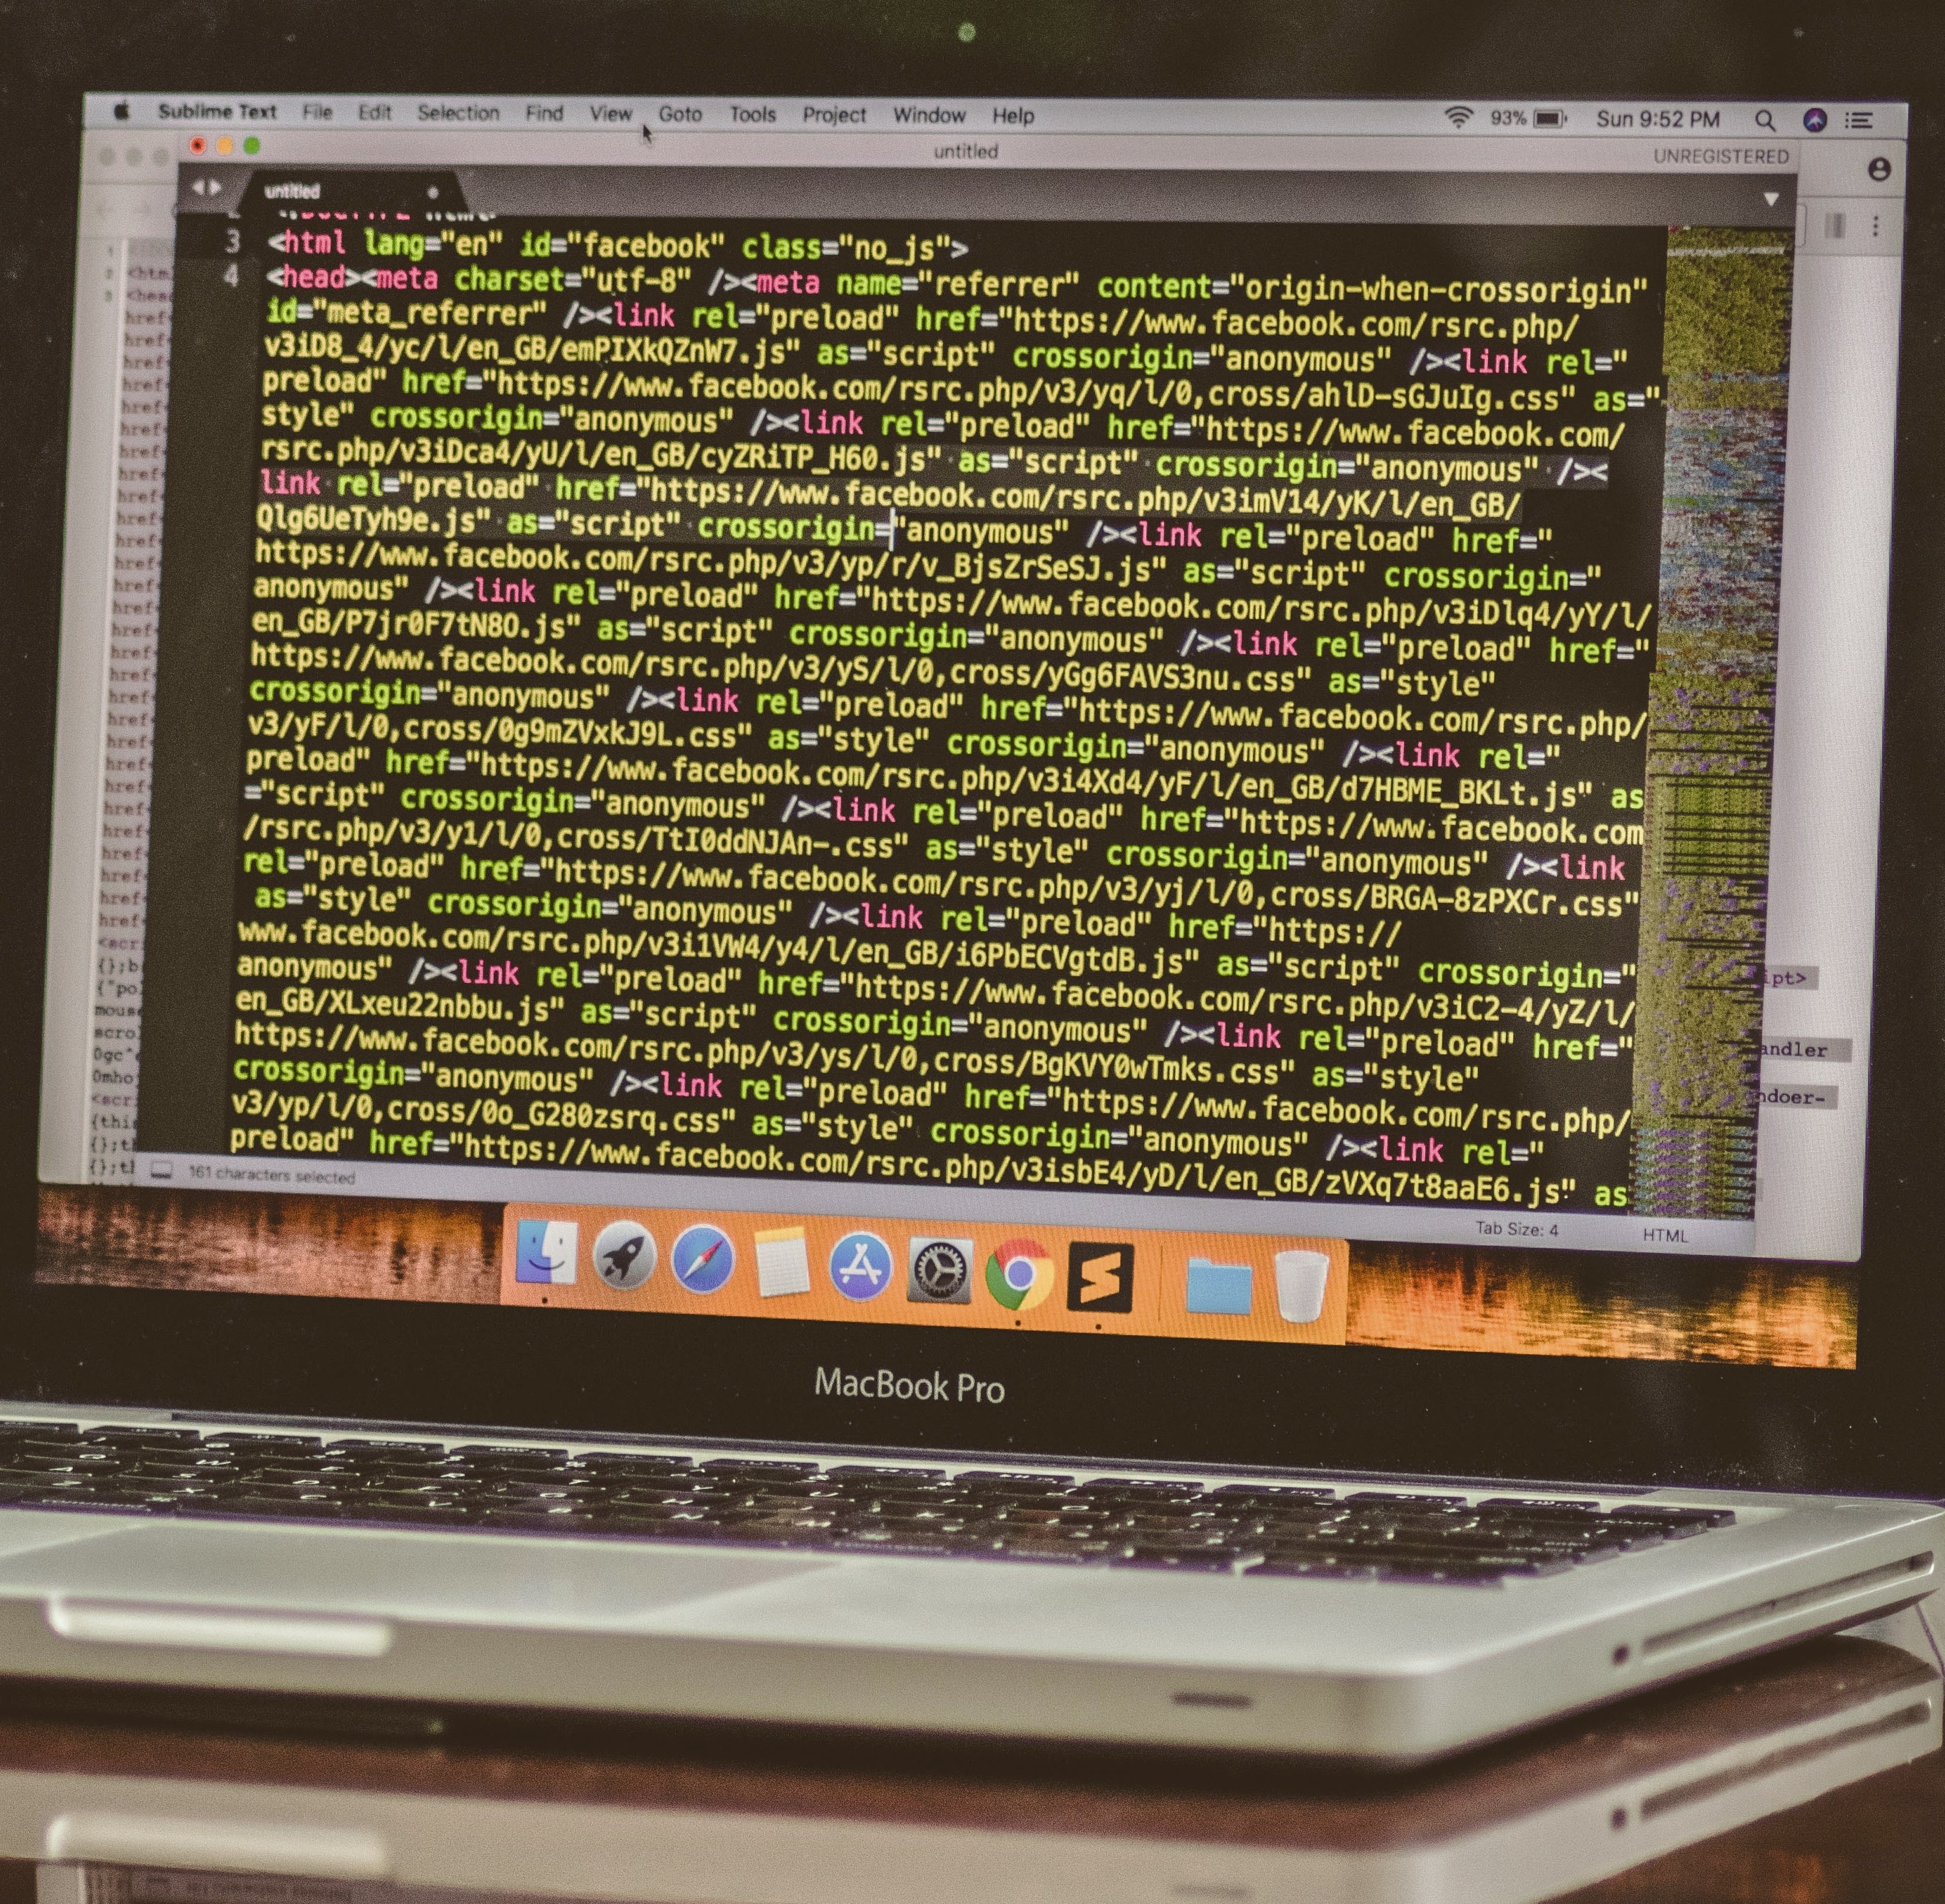 Sublime Text File Edit Selection Find View Goto Tools Project Window Help 93% Sun 9:52 PM
untitled UNREGISTERED
untitled
3 <html lang="en" id="facebook" class="no_js">
4 <head><meta charset="utf-8" /><meta name="referrer" content="origin-when-crossorigin"
id="meta_referrer" /><link rel="preload" href="https://www.facebook.com/rsrc.php/
v3iD8_4/yc/l/en_GB/emPIXkQZnW7.js" as="script" crossorigin="anonymous" /><link rel="
preload" href="https://www.facebook.com/rsrc.php/v3/yq/l/0,cross/ahlD-sGJuIg.css" as="
style" crossorigin="anonymous" /><link rel="preload" href="https://www.facebook.com/
rsrc.php/v3iDca4/yU/l/en_GB/cyZRiTP_H60.js" as="script" crossorigin="anonymous" /><
link rel="preload" href="https://www.facebook.com/rsrc.php/v3imV14/yK/l/en_GB/
Qlg6UeTyh9e.js" as="script" crossorigin="anonymous" /><link rel="preload" href="
https://www.facebook.com/rsrc.php/v3/yp/r/v_BjsZrSeSJ.js" as="script" crossorigin="
anonymous" /><link rel="preload" href="https://www.facebook.com/rsrc.php/v3iDlq4/yY/l/
en_GB/P7jr0F7tN8O.js" as="script" crossorigin="anonymous" /><link rel="preload" href="
https://www.facebook.com/rsrc.php/v3/yS/l/0,cross/yGg6FAVS3nu.css" as="style"
crossorigin="anonymous" /><link rel="preload" href="https://www.facebook.com/rsrc.php/
v3/yF/l/0,cross/0g9mZVxkJ9L.css" as="style" crossorigin="anonymous" /><link rel="
preload" href="https://www.facebook.com/rsrc.php/v3i4Xd4/yF/l/en_GB/d7HBME_BKLt.js" as
="script" crossorigin="anonymous" /><link rel="preload" href="https://www.facebook.com
/rsrc.php/v3/y1/l/0,cross/TtI0ddNJAn-.css" as="style" crossorigin="anonymous" /><link
rel="preload" href="https://www.facebook.com/rsrc.php/v3/yj/l/0,cross/BRGA-8zPXCr.css"
as="style" crossorigin="anonymous" /><link rel="preload" href="https://
www.facebook.com/rsrc.php/v3i1VW4/y4/l/en_GB/i6PbECVgtdB.js" as="script" crossorigin="
anonymous" /><link rel="preload" href="https://www.facebook.com/rsrc.php/v3iC2-4/yZ/l/
en_GB/XLxeu22nbbu.js" as="script" crossorigin="anonymous" /><link rel="preload" href="
https://www.facebook.com/rsrc.php/v3/ys/l/0,cross/BgKVY0wTmks.css" as="style"
crossorigin="anonymous" /><link rel="preload" href="https://www.facebook.com/rsrc.php/
v3/yp/l/0,cross/0o_G280zsrq.css" as="style" crossorigin="anonymous" /><link rel="
preload" href="https://www.facebook.com/rsrc.php/v3isbE4/yD/l/en_GB/zVXq7t8aaE6.js" as
161 characters selected Tab Size: 4 HTML
ipt>
andler
ndoer-
MacBook Pro